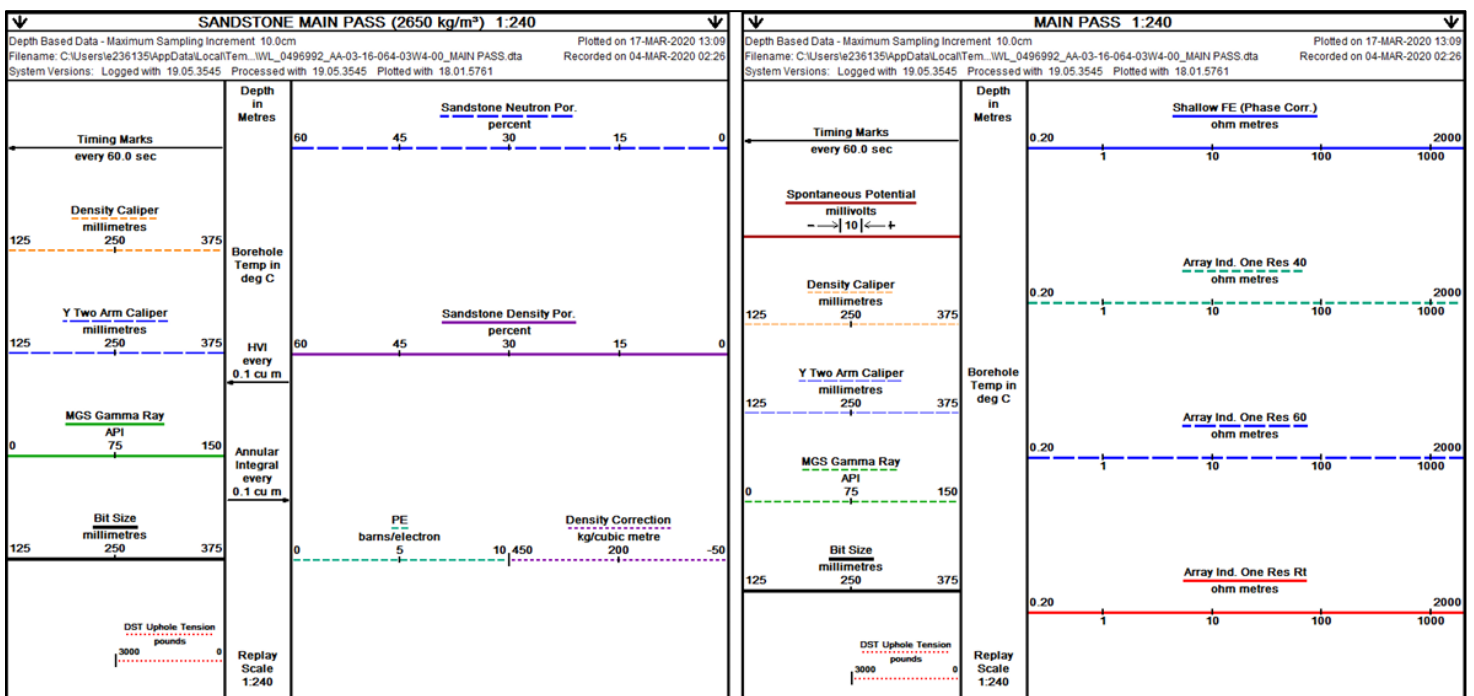 SANDSTONE MAIN PASS (2650 kg/m³) 1:240
Depth Based Data - Maximum Sampling Increment 10.0cm Plotted on 17-MAR-2020 13:09
Filename: C:\Users\e236135\AppData\Local\Tem...\WL_0496992_AA-03-16-064-03W4-00_MAIN PASS.dta Recorded on 04-MAR-2020 02:26
System Versions: Logged with 19.05.3545 Processed with 19.05.3545 Plotted with 18.01.5761
Timing Marks
every 60.0 sec
Density Caliper
millimetres
125 250 375
Y Two Arm Caliper
millimetres
125 250 375
MGS Gamma Ray
API
0 75 150
Bit Size
millimetres
125 250 375
DST Uphole Tension
pounds
3000 0
Depth
in
Metres
Borehole
Temp in
deg C
HVI
every
0.1 cu m
Annular
Integral
every
0.1 cu m
Replay
Scale
1:240
Sandstone Neutron Por.
percent
60 45 30 15 0
Sandstone Density Por.
percent
60 45 30 15 0
PE
barns/electron
0 5 10
Density Correction
kg/cubic metre
450 200 -50
MAIN PASS 1:240
Depth Based Data - Maximum Sampling Increment 10.0cm Plotted on 17-MAR-2020 13:09
Filename: C:\Users\e236135\AppData\Local\Tem...\WL_0496992_AA-03-16-064-03W4-00_MAIN PASS.dta Recorded on 04-MAR-2020 02:26
System Versions: Logged with 19.05.3545 Processed with 19.05.3545 Plotted with 18.01.5761
Timing Marks
every 60.0 sec
Spontaneous Potential
millivolts
- 10 +
Density Caliper
millimetres
125 250 375
Y Two Arm Caliper
millimetres
125 250 375
MGS Gamma Ray
API
0 75 150
Bit Size
millimetres
125 250 375
DST Uphole Tension
pounds
3000 0
Depth
in
Metres
Borehole
Temp in
deg C
Replay
Scale
1:240
Shallow FE (Phase Corr.)
ohm metres
0.20 2000
1 10 100 1000
Array Ind. One Res 40
ohm metres
0.20 2000
1 10 100 1000
Array Ind. One Res 60
ohm metres
0.20 2000
1 10 100 1000
Array Ind. One Res Rt
ohm metres
0.20 2000
1 10 100 1000